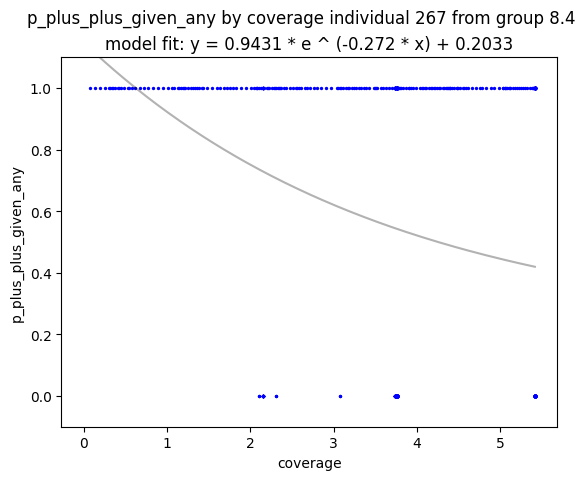 p_plus_plus_given_any by coverage individual 267 from group 8.4
model fit: y = 0.9431 * e ^ (-0.272 * x) + 0.2033
p_plus_plus_given_any
1.0
0.8
0.6
0.4
0.2
0.0
0 1 2 3 4 5
coverage